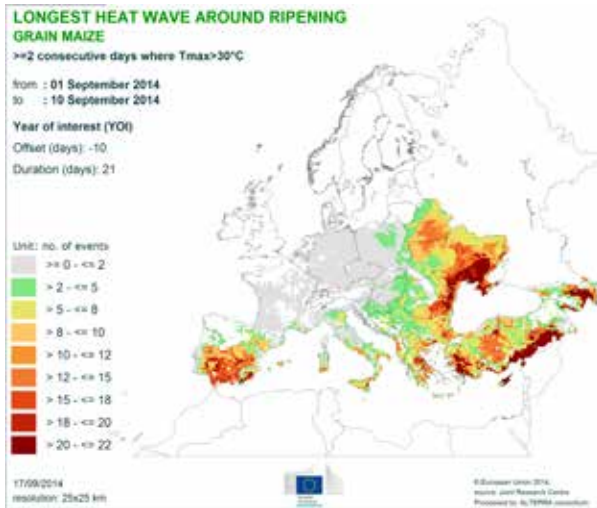 LONGEST HEAT WAVE AROUND RIPENING
GRAIN MAIZE
>=2 consecutive days where Tmax>30°C
from : 01 September 2014
to : 10 September 2014
Year of interest (YOI)
Offset (days): -10
Duration (days): 21
Unit: no. of events
>= 0 - <= 2
> 2 - <= 5
> 5 - <= 8
> 8 - <= 10
> 10 - <= 12
> 12 - <= 15
> 15 - <= 18
> 18 - <= 20
> 20 - <= 22
17/09/2014
resolution: 25x25 km
© European Union 2014
source: Joint Research Centre
Processed by: ALTERRA consortium